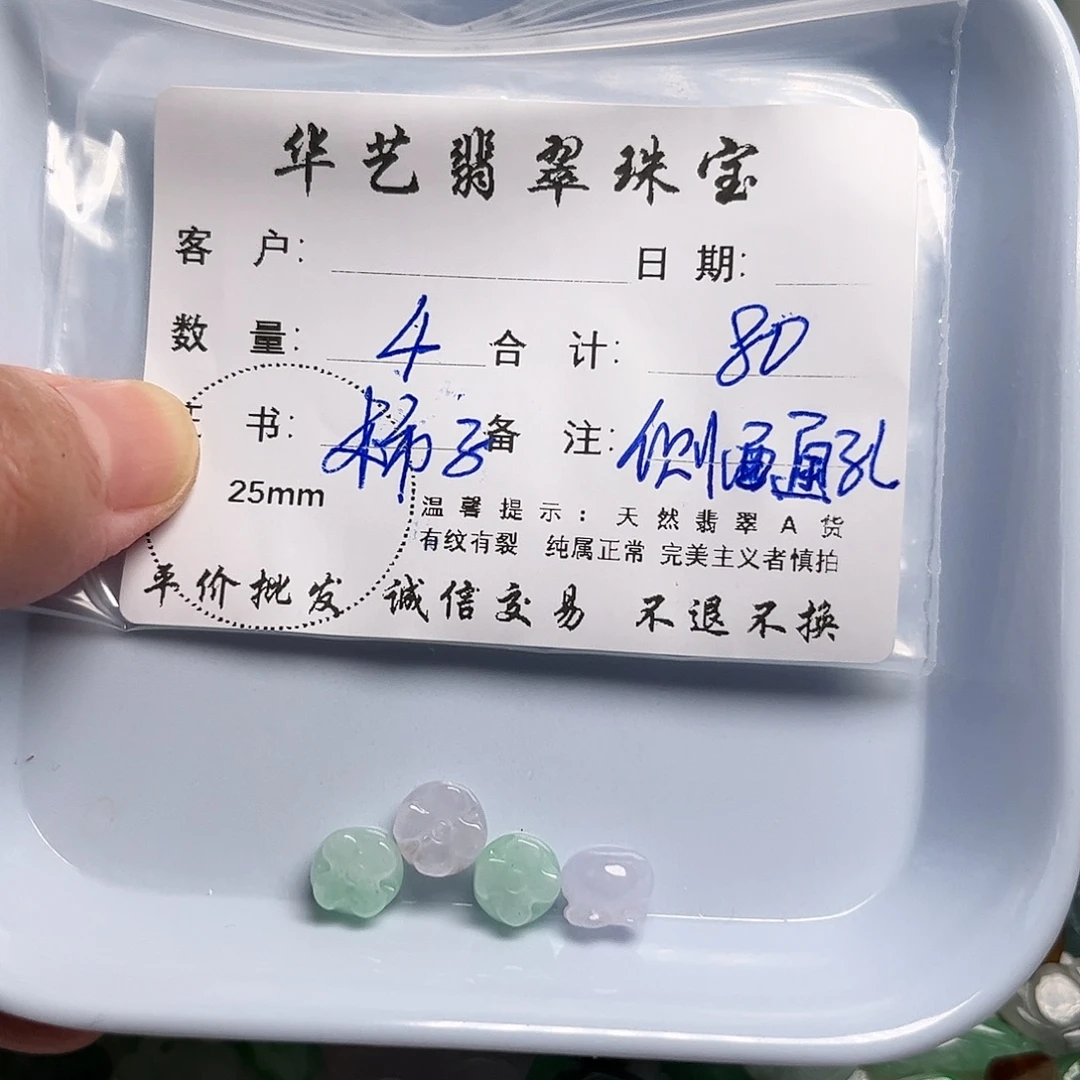 华艺翡翠珠宝
客 户: 日 期:
数 量: 4 合 计: 80
书: 柿子 备 注: 侧面通孔
25mm
温馨提示: 天然翡翠A货
有纹有裂 纯属正常 完美主义者慎拍
平价批发 诚信交易 不退不换